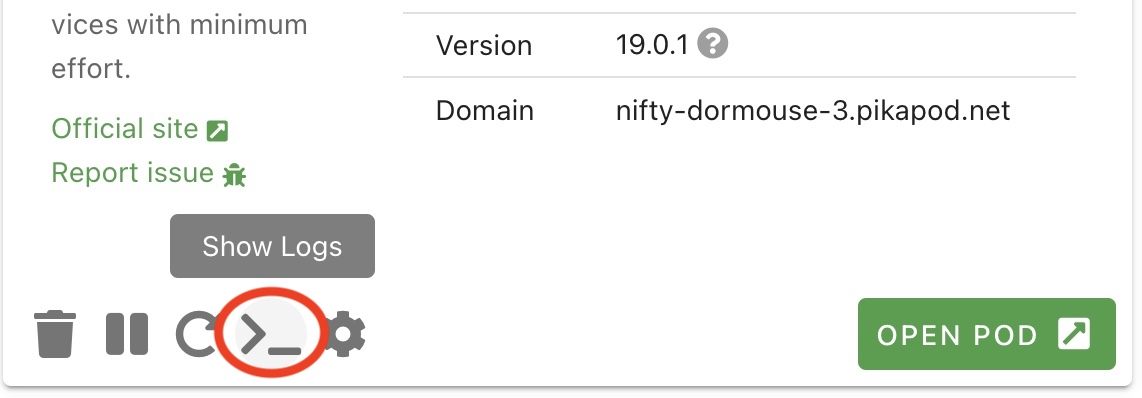 vices with minimum
effort.
Official site
Report issue
Version 19.0.1
Domain nifty-dormouse-3.pikapod.net
Show Logs
OPEN POD